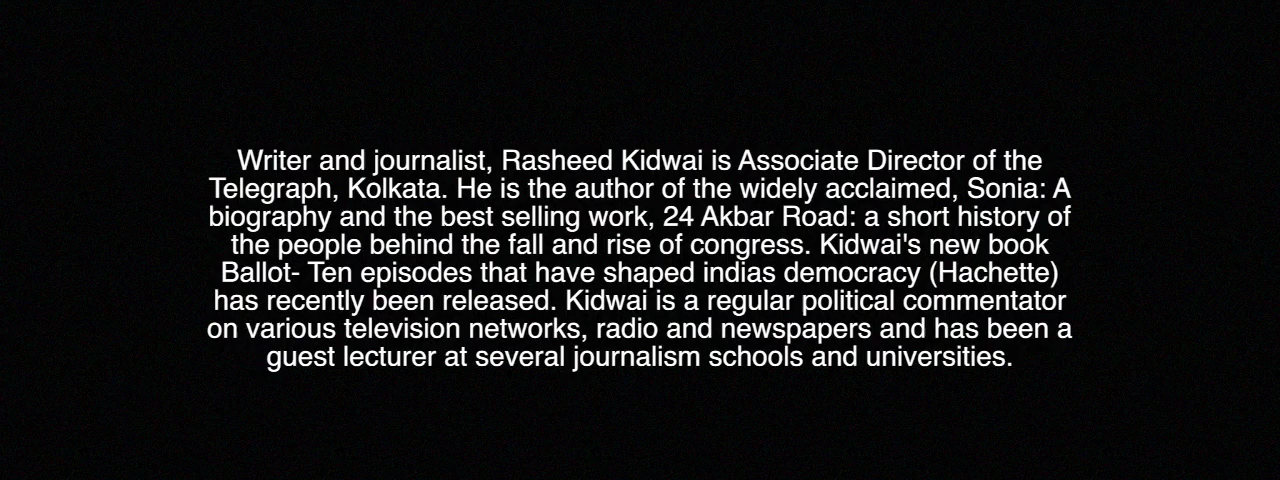 Writer and journalist, Rasheed Kidwai is Associate Director of the
Telegraph, Kolkata. He is the author of the widely acclaimed, Sonia: A
biography and the best selling work, 24 Akbar Road: a short history of
the people behind the fall and rise of congress. Kidwai's new book
Ballot- Ten episodes that have shaped indias democracy (Hachette)
has recently been released. Kidwai is a regular political commentator
on various television networks, radio and newspapers and has been a
guest lecturer at several journalism schools and universities.